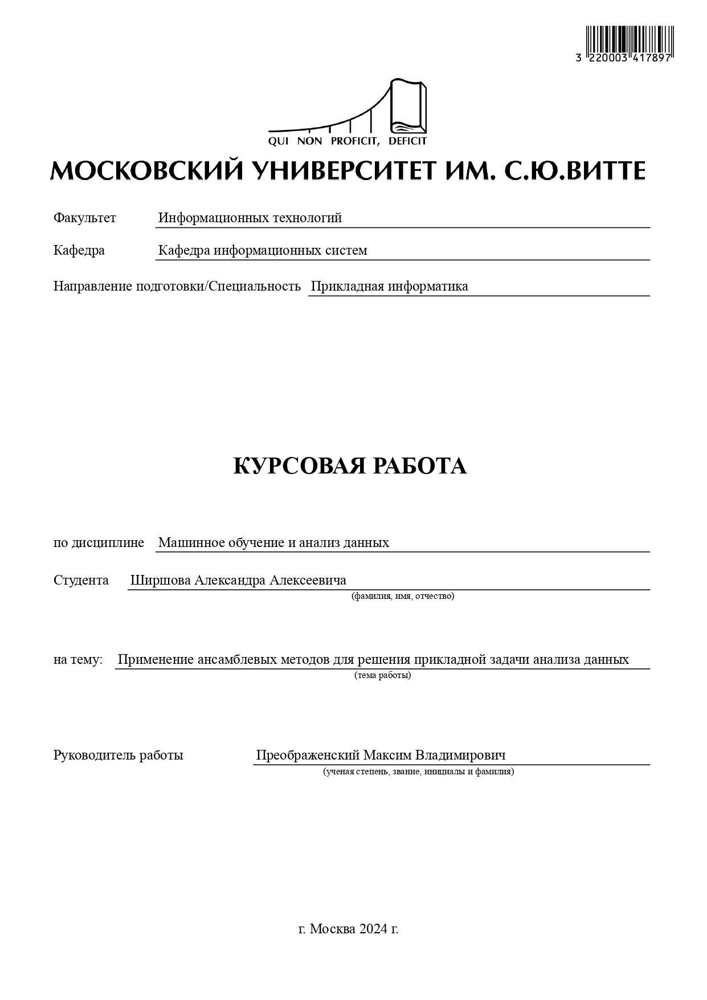 3 220003 417897
QUI NON PROFICIT, DEFICIT
МОСКОВСКИЙ УНИВЕРСИТЕТ ИМ. С.Ю.ВИТТЕ
Факультет Информационных технологий
Кафедра Кафедра информационных систем
Направление подготовки/Специальность Прикладная информатика
КУРСОВАЯ РАБОТА
по дисциплине Машинное обучение и анализ данных
Студента Ширшова Александра Алексеевича
(фамилия, имя, отчество)
на тему: Применение ансамблевых методов для решения прикладной задачи анализа данных
(тема работы)
Руководитель работы Преображенский Максим Владимирович
(ученая степень, звание, инициалы и фамилия)
г. Москва 2024 г.